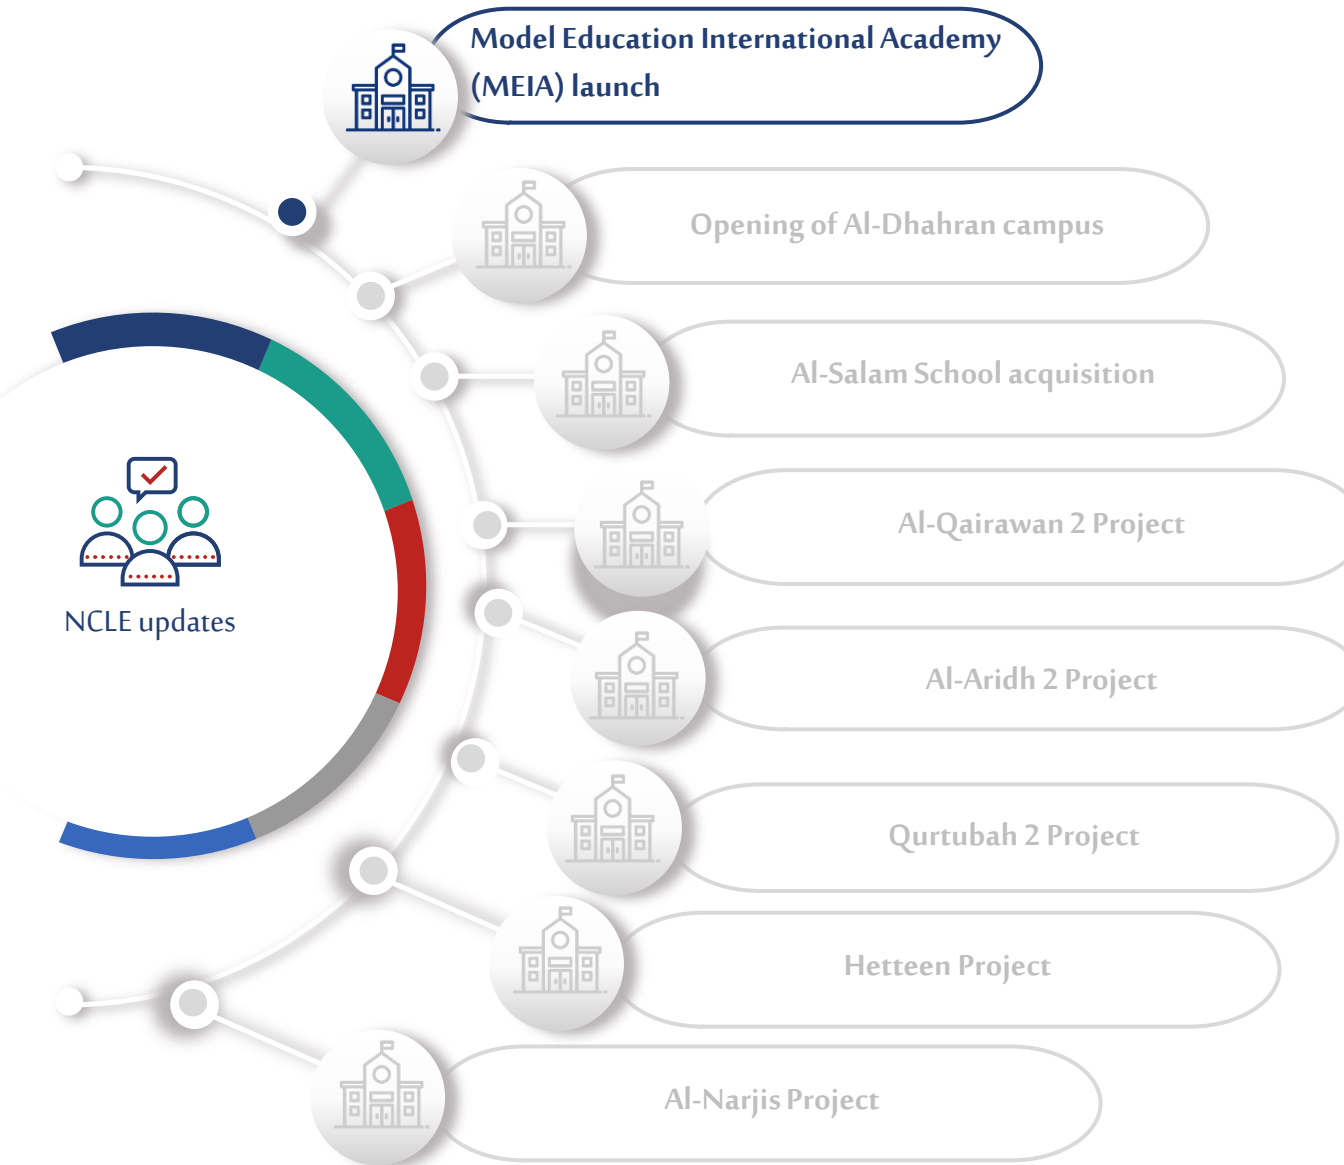 Model Education International Academy
(MEIA) launch
Opening of Al-Dhahran campus
Al-Salam School acquisition
Al-Qairawan 2 Project
NCLE updates
Al-Aridh 2 Project
Qurtubah 2 Project
Hetteen Project
Al-Narjis Project